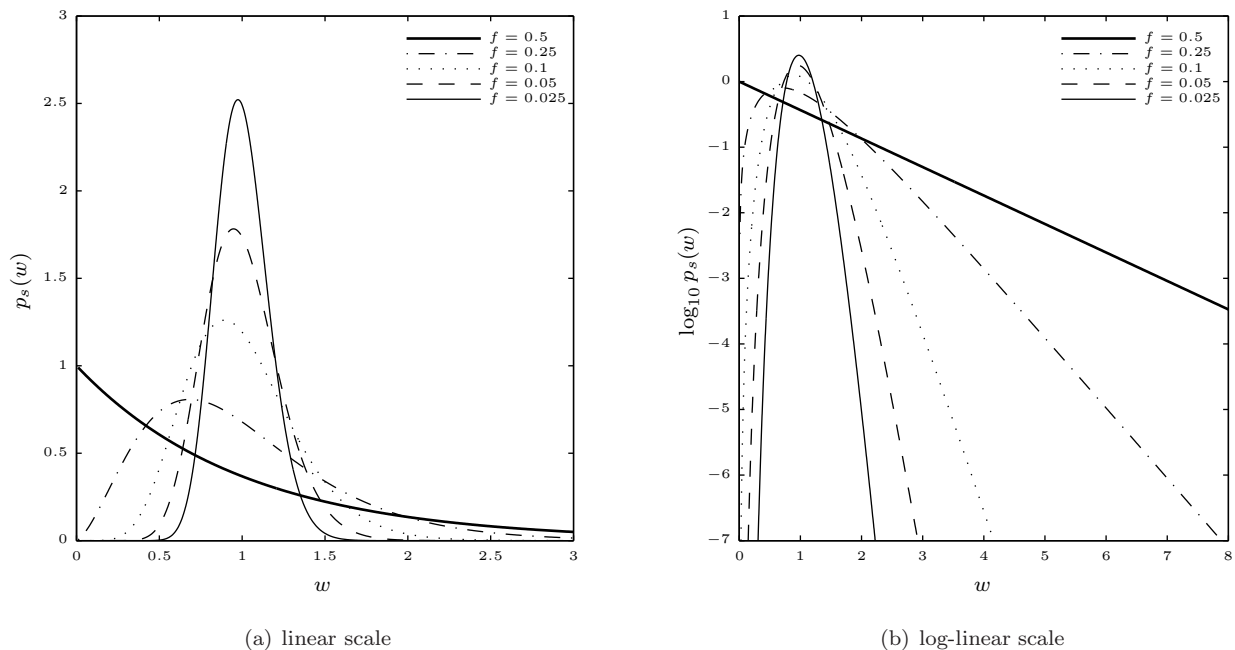 3
2.5
2
1.5
1
0.5
0
0
0.5
1
1.5
2
2.5
3
p_s(w)
w
f = 0.5
f = 0.25
f = 0.1
f = 0.05
f = 0.025
(a) linear scale
1
0
−1
−2
−3
−4
−5
−6
−7
0
1
2
3
4
5
6
7
8
log₁₀ p_s(w)
w
f = 0.5
f = 0.25
f = 0.1
f = 0.05
f = 0.025
(b) log-linear scale